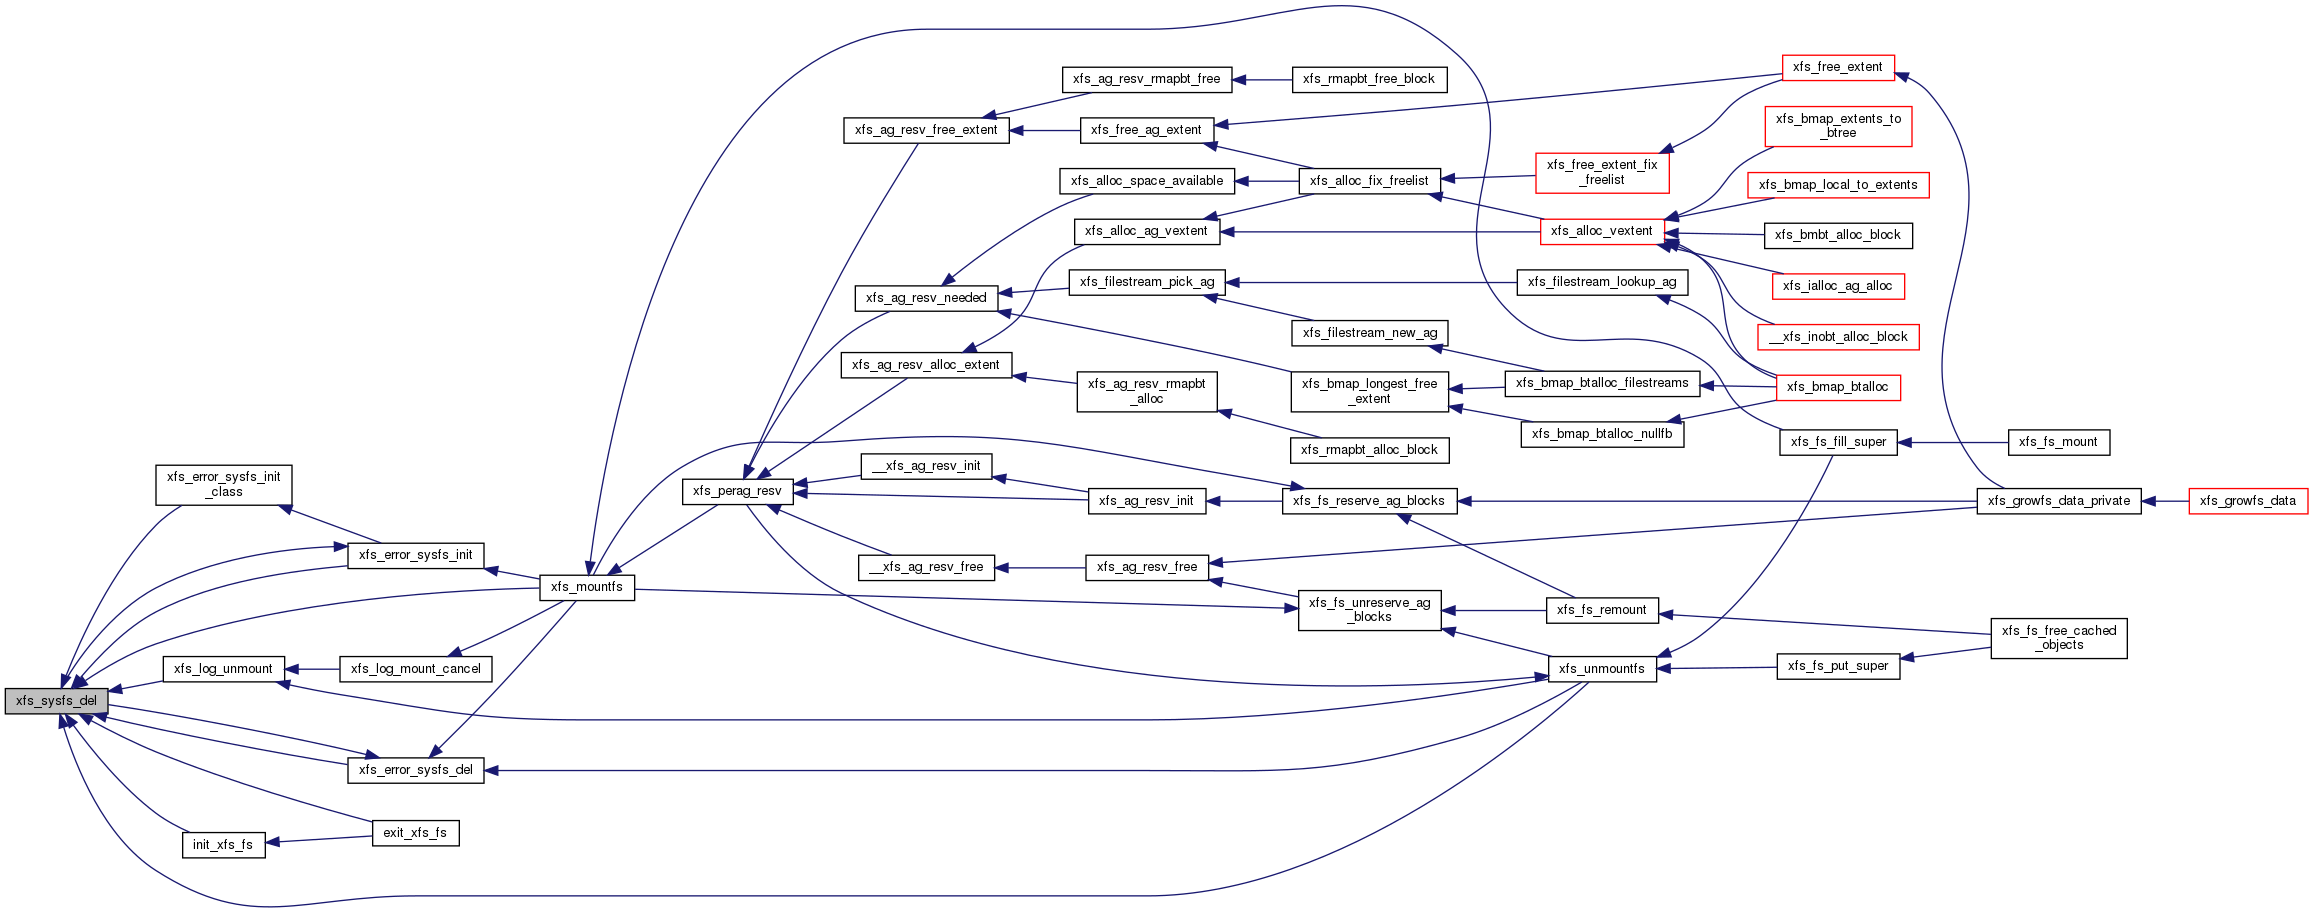 xfs_free_extent
xfs_ag_resv_rmapbt_free
xfs_rmapbt_free_block
xfs_bmap_extents_to
_btree
xfs_ag_resv_free_extent
xfs_free_ag_extent
xfs_free_extent_fix
_freelist
xfs_alloc_space_available
xfs_alloc_fix_freelist
xfs_bmap_local_to_extents
xfs_alloc_ag_vextent
xfs_alloc_vextent
xfs_bmbt_alloc_block
xfs_filestream_pick_ag
xfs_filestream_lookup_ag
xfs_ialloc_ag_alloc
xfs_ag_resv_needed
xfs_filestream_new_ag
__xfs_inobt_alloc_block
xfs_ag_resv_alloc_extent
xfs_ag_resv_rmapbt
_alloc
xfs_bmap_longest_free
_extent
xfs_bmap_btalloc_filestreams
xfs_bmap_btalloc
xfs_bmap_btalloc_nullfb
xfs_rmapbt_alloc_block
xfs_fs_fill_super
xfs_fs_mount
xfs_error_sysfs_init
_class
__xfs_ag_resv_init
xfs_perag_resv
xfs_ag_resv_init
xfs_fs_reserve_ag_blocks
xfs_growfs_data_private
xfs_growfs_data
xfs_error_sysfs_init
__xfs_ag_resv_free
xfs_ag_resv_free
xfs_mountfs
xfs_fs_unreserve_ag
_blocks
xfs_fs_remount
xfs_fs_free_cached
_objects
xfs_log_unmount
xfs_log_mount_cancel
xfs_unmountfs
xfs_fs_put_super
xfs_sysfs_del
xfs_error_sysfs_del
init_xfs_fs
exit_xfs_fs